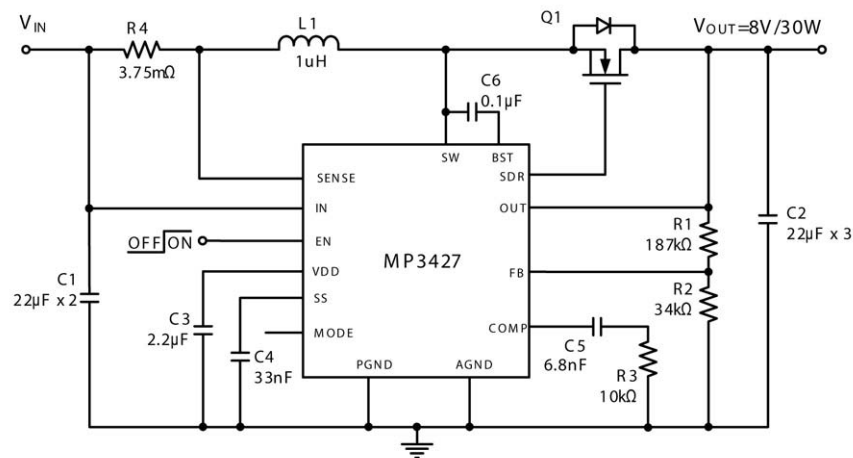 VIN
R4
3.75mΩ
L1
1uH
Q1
VOUT=8V/30W
C6
0.1µF
SW
BST
SENSE
SDR
IN
OUT
OFF ON
EN
MP3427
VDD
FB
SS
MODE
COMP
PGND
AGND
C1
22µF x 2
C3
2.2µF
C4
33nF
C5
6.8nF
R3
10kΩ
R1
187kΩ
R2
34kΩ
C2
22µF x 3